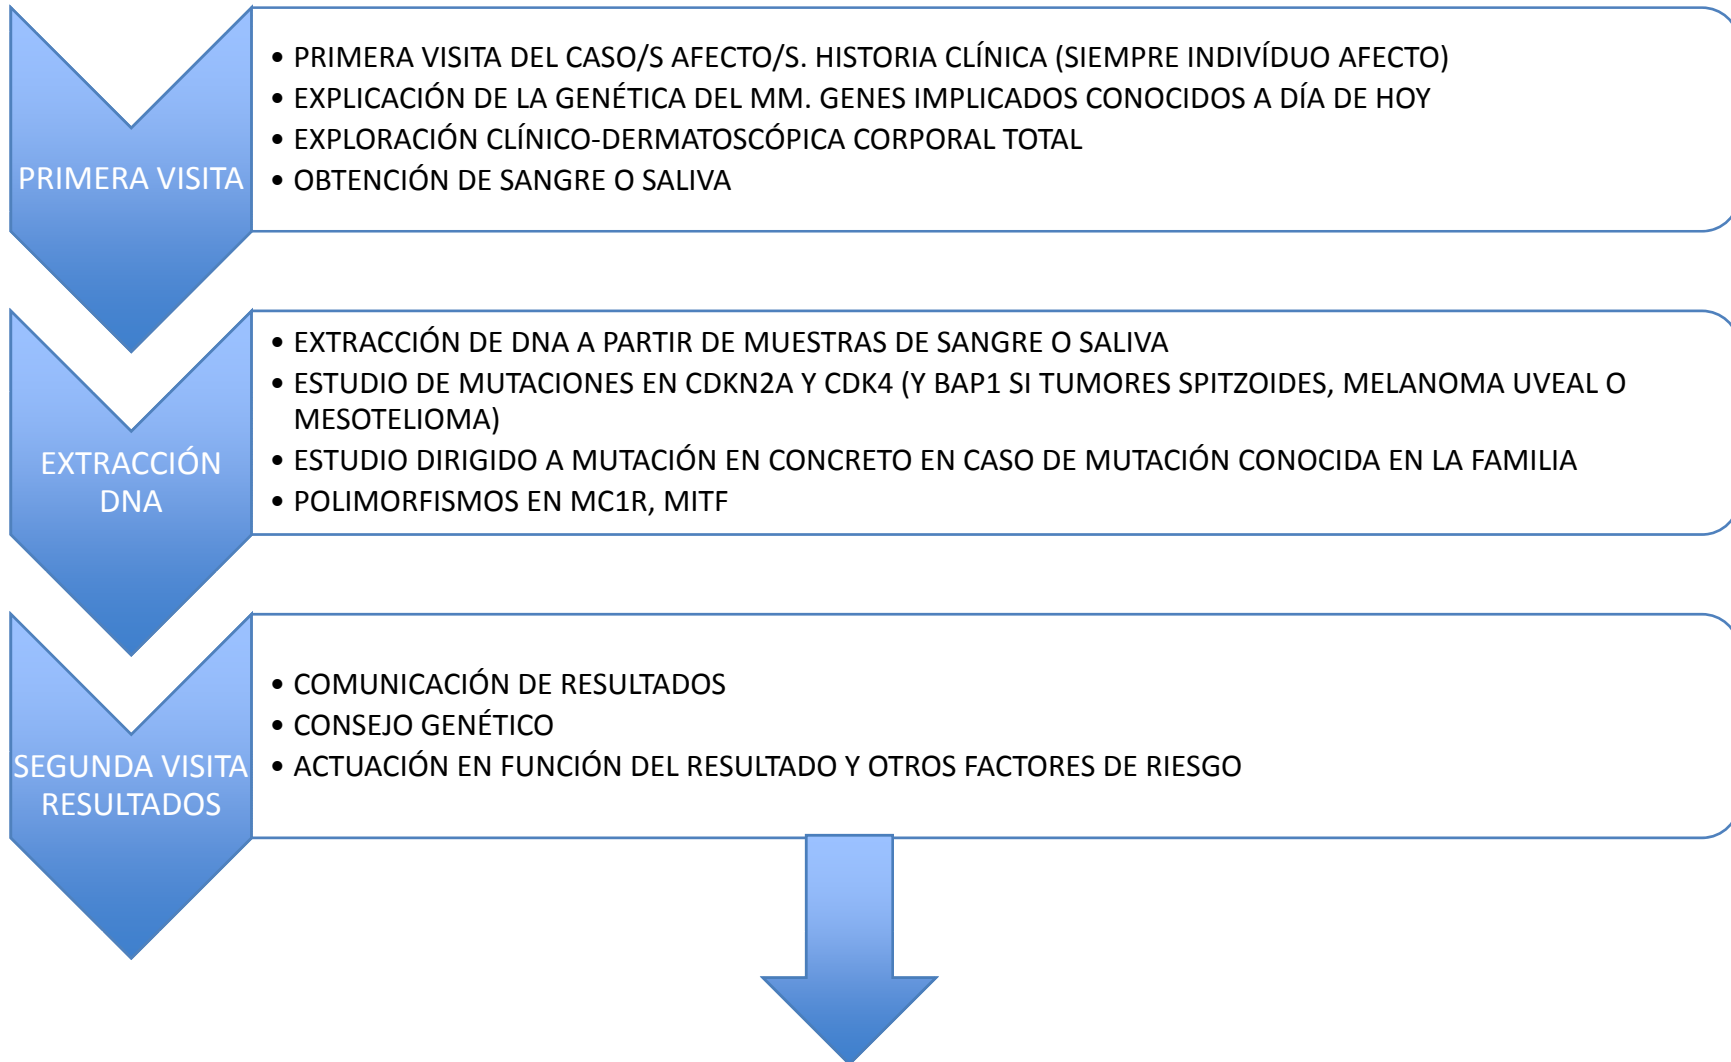 PRIMERA VISITA
• PRIMERA VISITA DEL CASO/S AFECTO/S. HISTORIA CLÍNICA (SIEMPRE INDIVÍDUO AFECTO)
• EXPLICACIÓN DE LA GENÉTICA DEL MM. GENES IMPLICADOS CONOCIDOS A DÍA DE HOY
• EXPLORACIÓN CLÍNICO-DERMATOSCÓPICA CORPORAL TOTAL
• OBTENCIÓN DE SANGRE O SALIVA
EXTRACCIÓN
DNA
• EXTRACCIÓN DE DNA A PARTIR DE MUESTRAS DE SANGRE O SALIVA
• ESTUDIO DE MUTACIONES EN CDKN2A Y CDK4 (Y BAP1 SI TUMORES SPITZOIDES, MELANOMA UVEAL O
MESOTELIOMA)
• ESTUDIO DIRIGIDO A MUTACIÓN EN CONCRETO EN CASO DE MUTACIÓN CONOCIDA EN LA FAMILIA
• POLIMORFISMOS EN MC1R, MITF
SEGUNDA VISITA
RESULTADOS
• COMUNICACIÓN DE RESULTADOS
• CONSEJO GENÉTICO
• ACTUACIÓN EN FUNCIÓN DEL RESULTADO Y OTROS FACTORES DE RIESGO